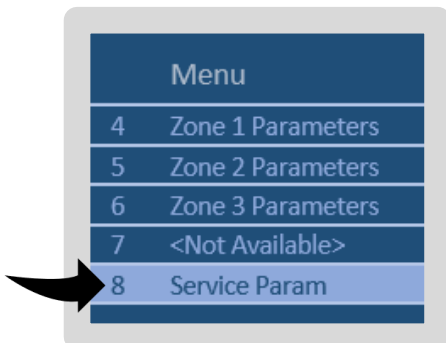 Menu
4 Zone 1 Parameters
5 Zone 2 Parameters
6 Zone 3 Parameters
7 <Not Available>
8 Service Param